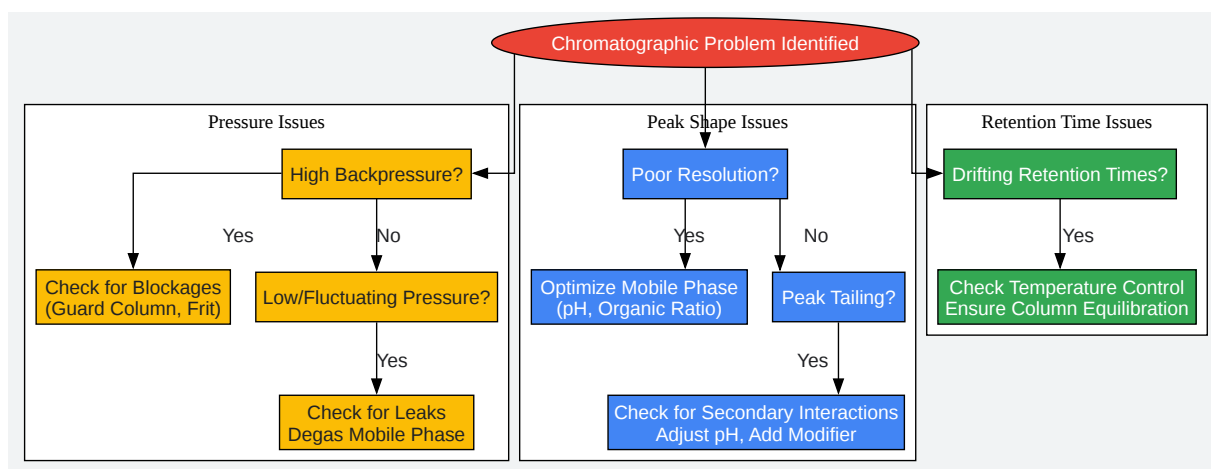 Chromatographic Problem Identified
Pressure Issues
High Backpressure?
Yes
No
Check for Blockages
(Guard Column, Frit)
Low/Fluctuating Pressure?
Yes
Check for Leaks
Degas Mobile Phase
Peak Shape Issues
Poor Resolution?
Yes
No
Optimize Mobile Phase
(pH, Organic Ratio)
Peak Tailing?
Yes
Check for Secondary Interactions
Adjust pH, Add Modifier
Retention Time Issues
Drifting Retention Times?
Yes
Check Temperature Control
Ensure Column Equilibration